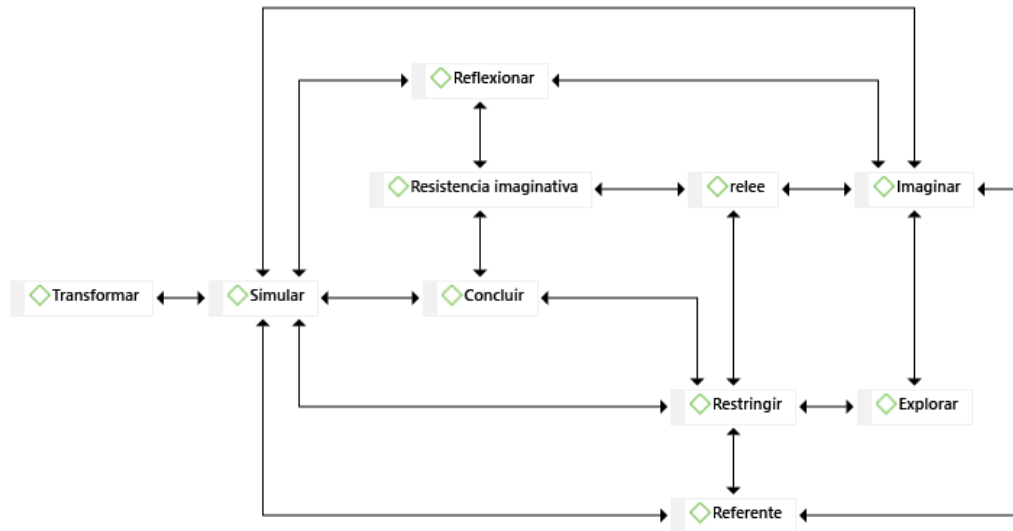 Reflexionar
Resistencia imaginativa
relee
Imaginar
Transformar
Simular
Concluir
Restringir
Explorar
Referente